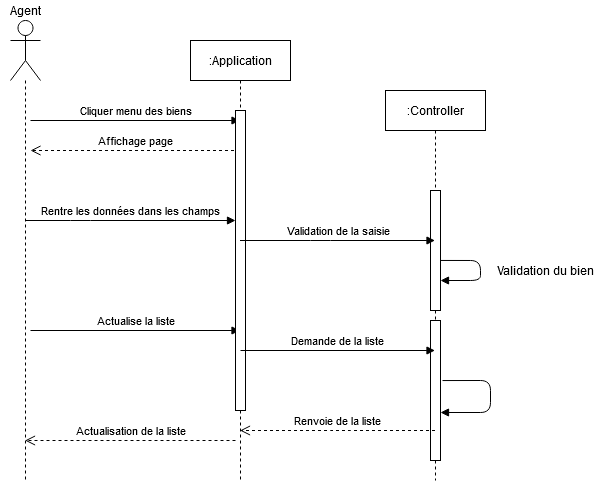 Agent
:Application
:Controller
Cliquer menu des biens
Affichage page
Rentre les données dans les champs
Validation de la saisie
Validation du bien
Actualise la liste
Demande de la liste
Renvoie de la liste
Actualisation de la liste